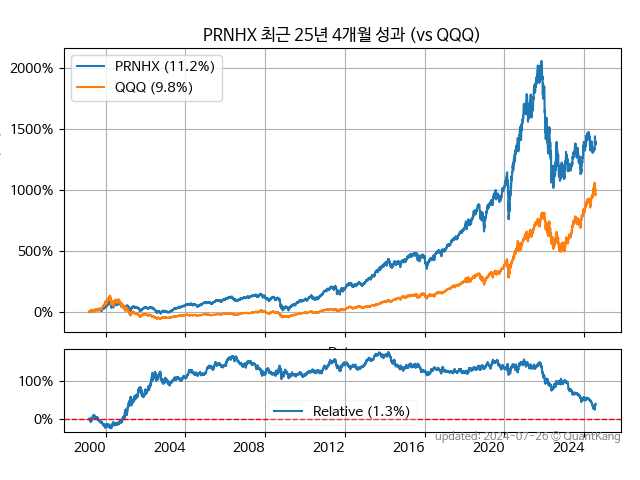 PRNHX 최근 25년 4개월 성과 (vs QQQ)
PRNHX (11.2%)
QQQ (9.8%)
2000%
1500%
1000%
500%
0%
100%
0%
Relative (1.3%)
2000 2004 2008 2012 2016 2020 2024
updated: 2024-07-26 © QuantKang